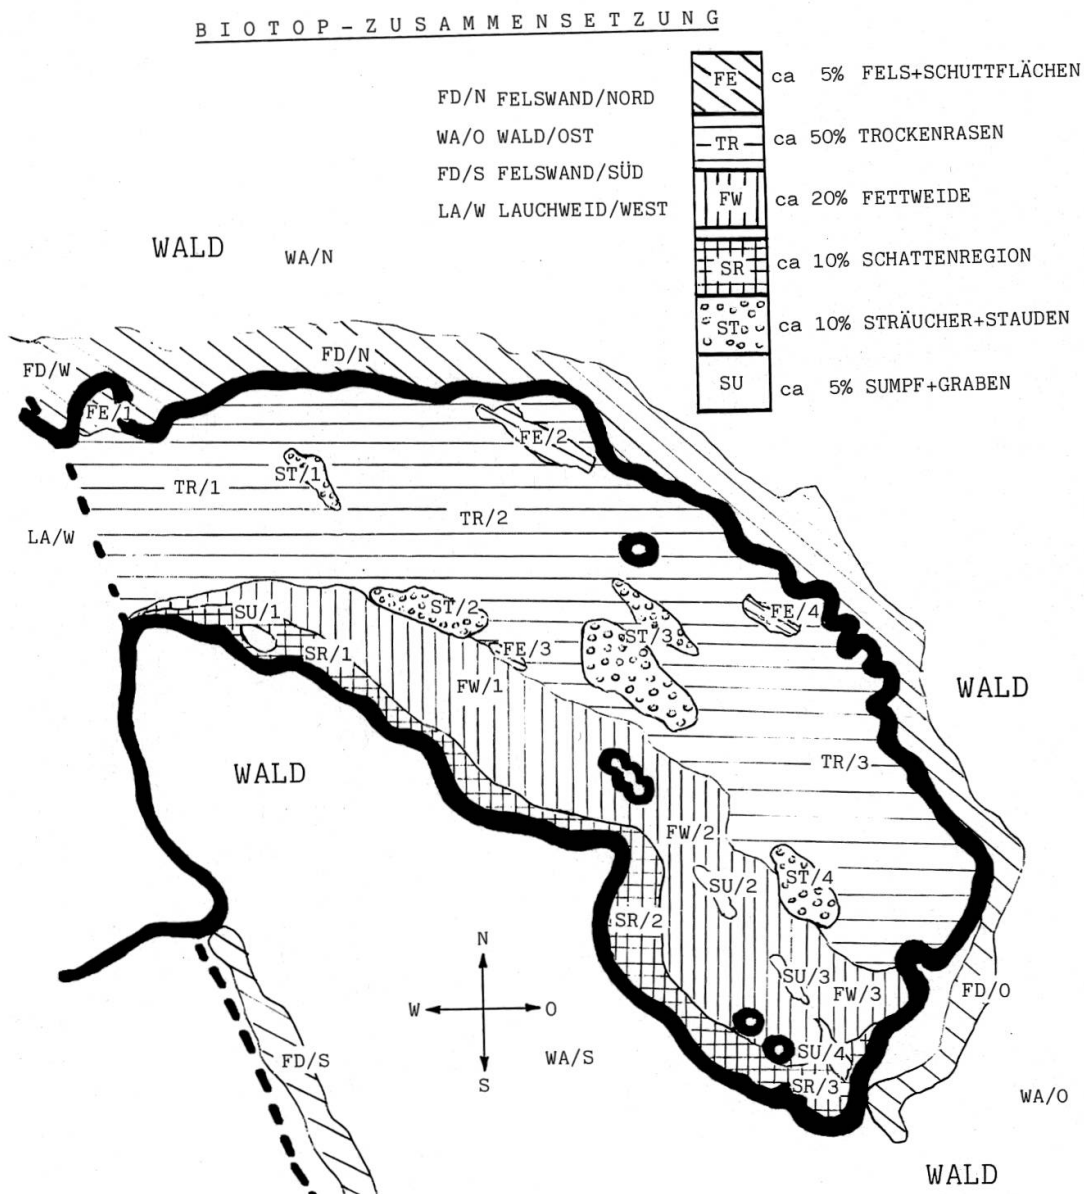 BIOTOP-ZUSAMMENSETZUNG
FD/N FELSWAND/NORD
WA/O WALD/OST
FD/S FELSWAND/SÜD
LA/W LAUCHWEID/WEST
FE ca 5% FELS+SCHUTTFLÄCHEN
TR ca 50% TROCKENRASEN
FW ca 20% FETTWEIDE
SR ca 10% SCHATTENREGION
ST ca 10% STRÄUCHER+STAUDEN
SU ca 5% SUMPF+GRABEN
WALD WA/N
FD/N
FD/W
FE/1
FE/2
ST/1
TR/1
TR/2
LA/W
SU/1
ST/2
FE/4
ST/3
SR/1
FE/3
FW/1
WALD
WALD
TR/3
FW/2
SU/2
ST/4
SR/2
N
SU/3
FW/3
FD/O
W
O
FD/S
WA/S
SU/4
S
SR/3
WA/O
WALD